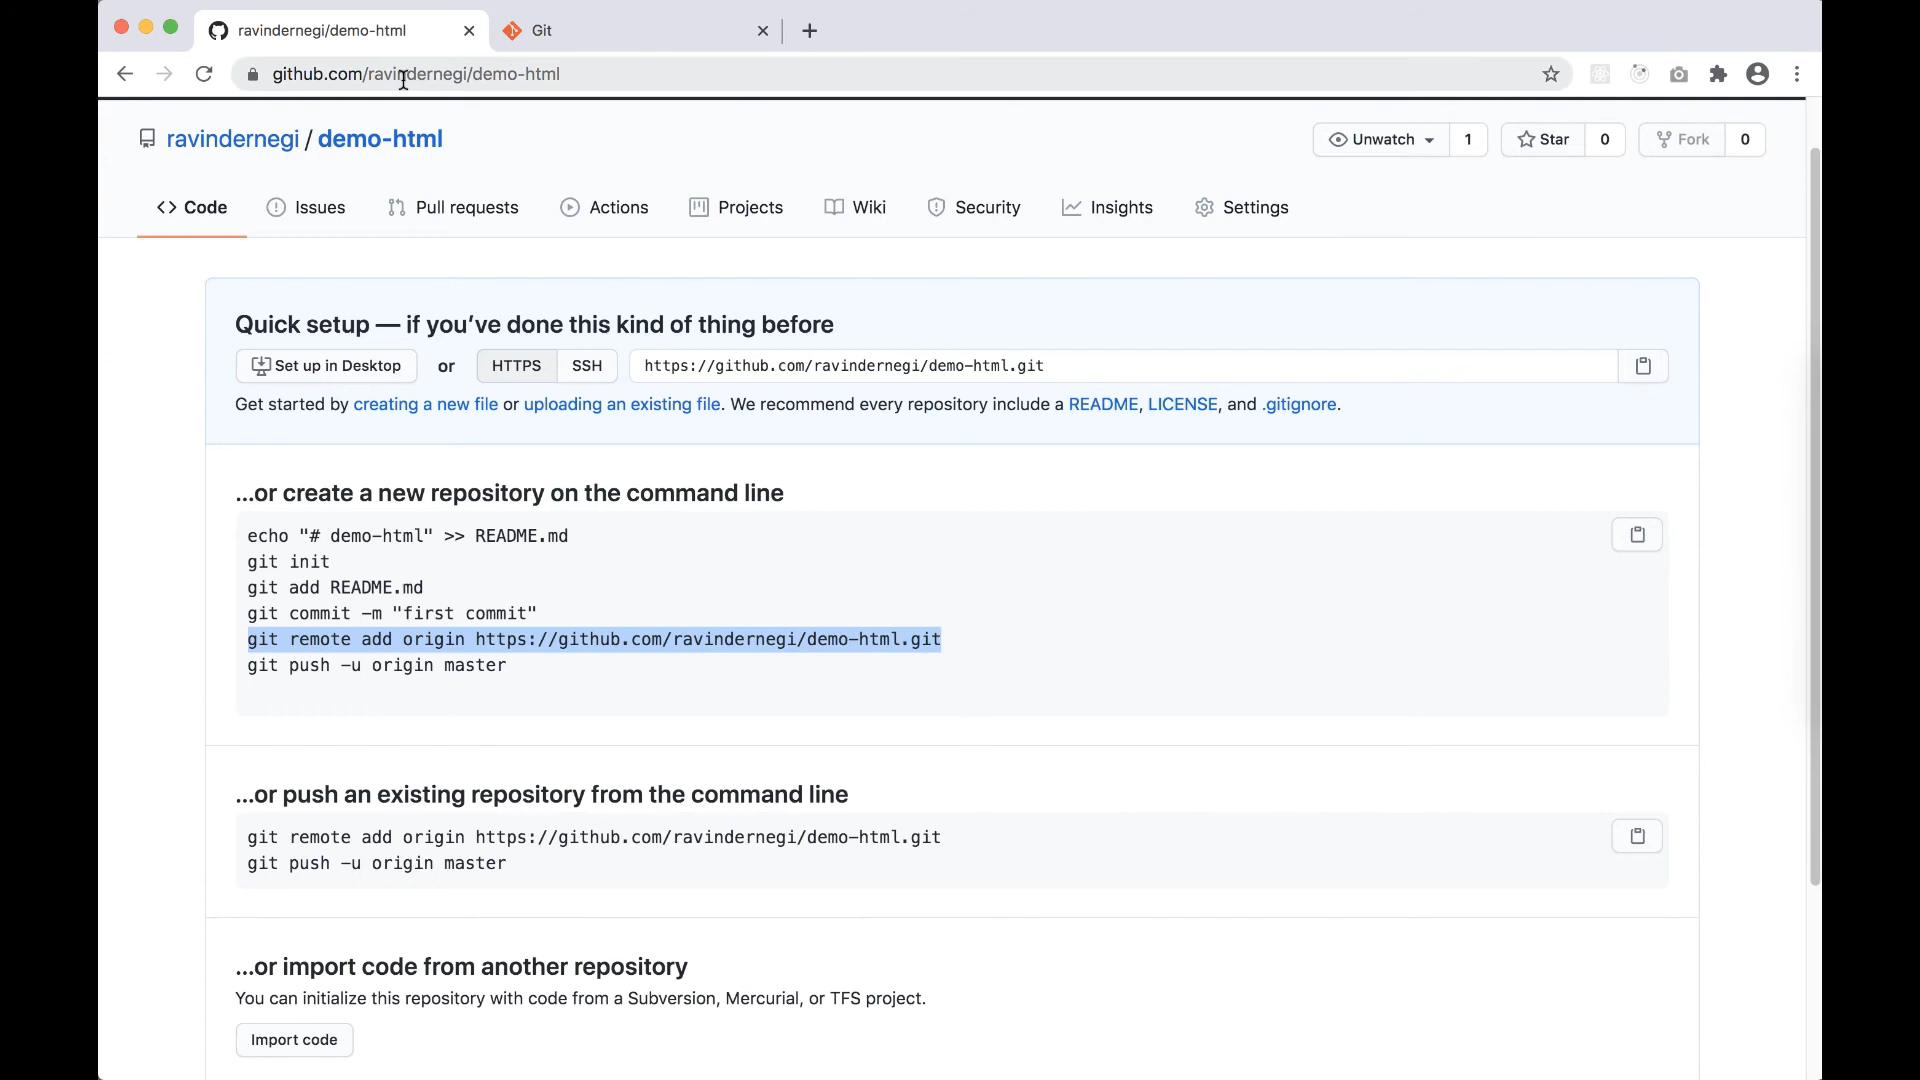 ravindernegi/demo-html
Git
github.com/ravindernegi/demo-html
ravindernegi / demo-html
Unwatch 1
Star 0
Fork 0
Code
Issues
Pull requests
Actions
Projects
Wiki
Security
Insights
Settings
Quick setup — if you’ve done this kind of thing before
Set up in Desktop or HTTPS SSH https://github.com/ravindernegi/demo-html.git
Get started by creating a new file or uploading an existing file. We recommend every repository include a README, LICENSE, and .gitignore.
…or create a new repository on the command line
echo "# demo-html" >> README.md
git init
git add README.md
git commit -m "first commit"
git remote add origin https://github.com/ravindernegi/demo-html.git
git push -u origin master
…or push an existing repository from the command line
git remote add origin https://github.com/ravindernegi/demo-html.git
git push -u origin master
…or import code from another repository
You can initialize this repository with code from a Subversion, Mercurial, or TFS project.
Import code